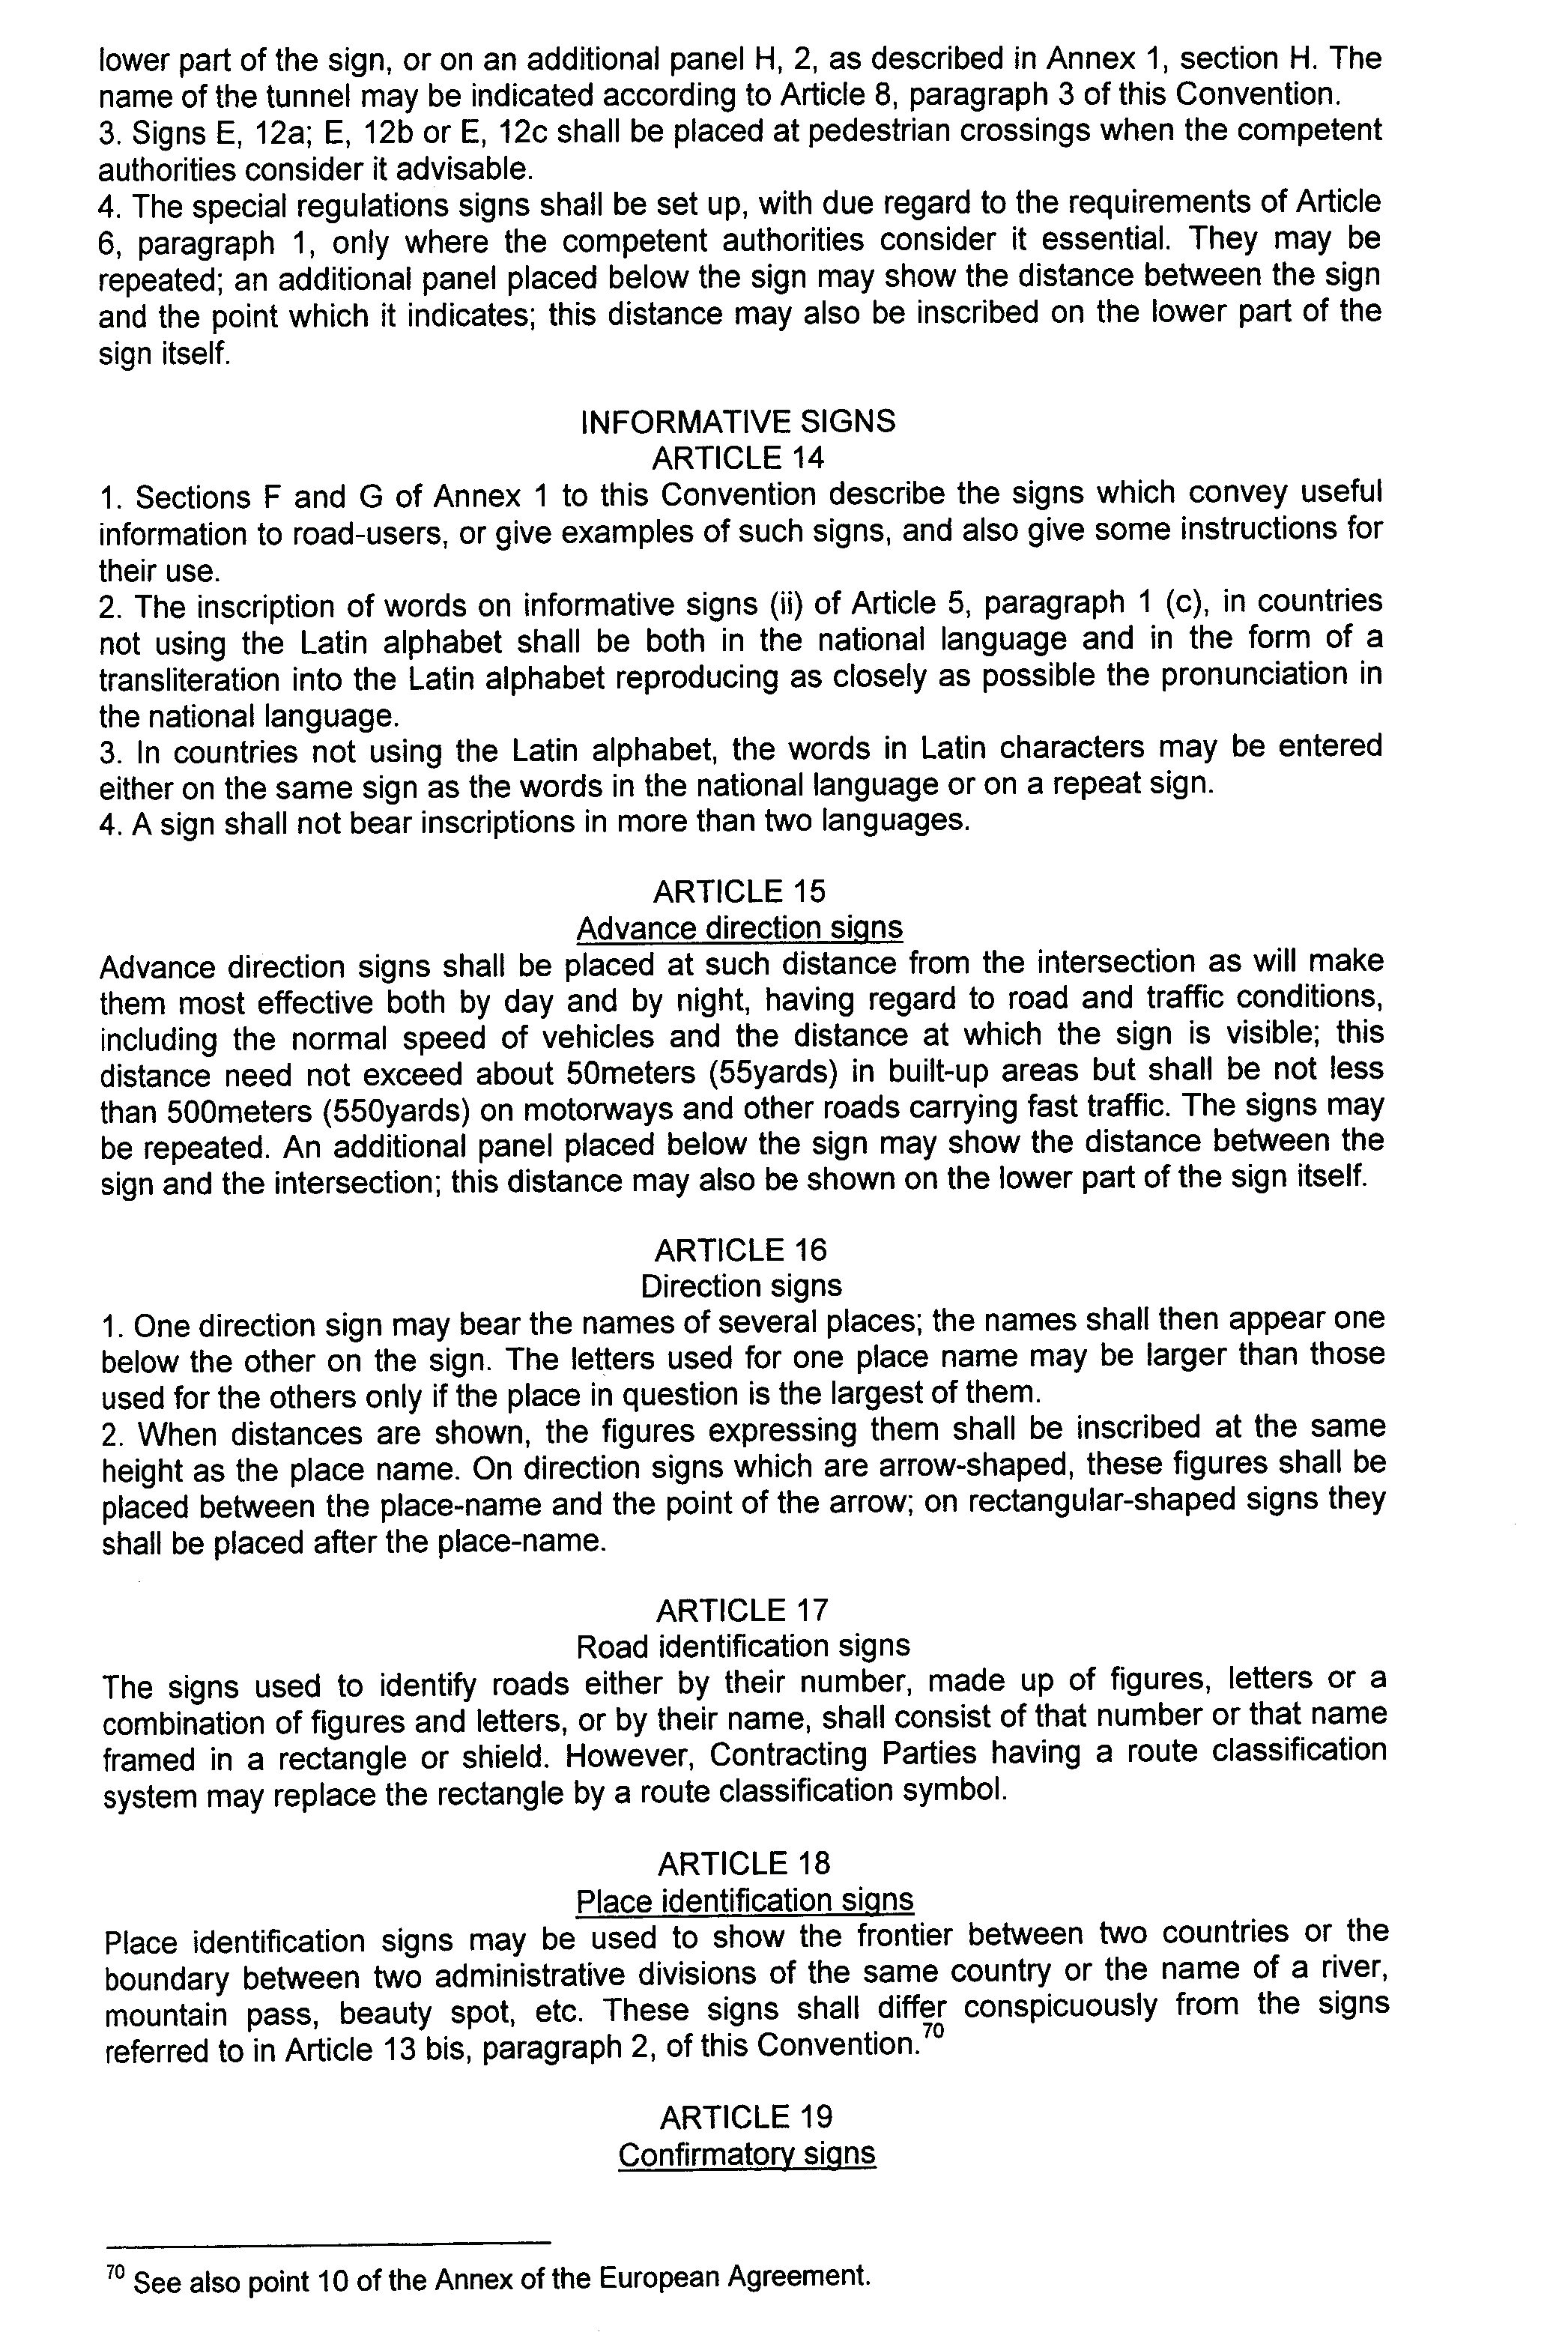 lower part of the sign, or on an additional panel H, 2, as described in Annex 1, section H. The
name of the tunnel may be indicated according to Article 8, paragraph 3 of this Convention.
3. Signs E, 12a; E, 12b or E, 12c shall be placed at pedestrian crossings when the competent
authorities consider it advisable.
4. The special regulations signs shall be set up, with due regard to the requirements of Article
6, paragraph 1, only where the competent authorities consider it essential. They may be
repeated; an additional panel placed below the sign may show the distance between the sign
and the point which it indicates; this distance may also be inscribed on the lower part of the
sign itself.
INFORMATIVE SIGNS
ARTICLE 14
1. Sections F and G of Annex 1 to this Convention describe the signs which convey useful
information to road-users, or give examples of such signs, and also give some instructions for
their use.
2. The inscription of words on informative signs (ii) of Article 5, paragraph 1 (c), in countries
not using the Latin alphabet shall be both in the national language and in the form of a
transliteration into the Latin alphabet reproducing as closely as possible the pronunciation in
the national language.
3. In countries not using the Latin alphabet, the words in Latin characters may be entered
either on the same sign as the words in the national language or on a repeat sign.
4. A sign shall not bear inscriptions in more than two languages.
ARTICLE 15
Advance direction signs
Advance direction signs shall be placed at such distance from the intersection as will make
them most effective both by day and by night, having regard to road and traffic conditions,
including the normal speed of vehicles and the distance at which the sign is visible; this
distance need not exceed about 50meters (55yards) in built-up areas but shall be not less
than 500meters (550yards) on motorways and other roads carrying fast traffic. The signs may
be repeated. An additional panel placed below the sign may show the distance between the
sign and the intersection; this distance may also be shown on the lower part of the sign itself.
ARTICLE 16
Direction signs
1. One direction sign may bear the names of several places; the names shall then appear one
below the other on the sign. The letters used for one place name may be larger than those
used for the others only if the place in question is the largest of them.
2. When distances are shown, the figures expressing them shall be inscribed at the same
height as the place name. On direction signs which are arrow-shaped, these figures shall be
placed between the place-name and the point of the arrow; on rectangular-shaped signs they
shall be placed after the place-name.
ARTICLE 17
Road identification signs
The signs used to identify roads either by their number, made up of figures, letters or a
combination of figures and letters, or by their name, shall consist of that number or that name
framed in a rectangle or shield. However, Contracting Parties having a route classification
system may replace the rectangle by a route classification symbol.
ARTICLE 18
Place identification signs
Place identification signs may be used to show the frontier between two countries or the
boundary between two administrative divisions of the same country or the name of a river,
mountain pass, beauty spot, etc. These signs shall differ conspicuously from the signs
referred to in Article 13 bis, paragraph 2, of this Convention.70
ARTICLE 19
Confirmatory signs
70 See also point 10 of the Annex of the European Agreement.